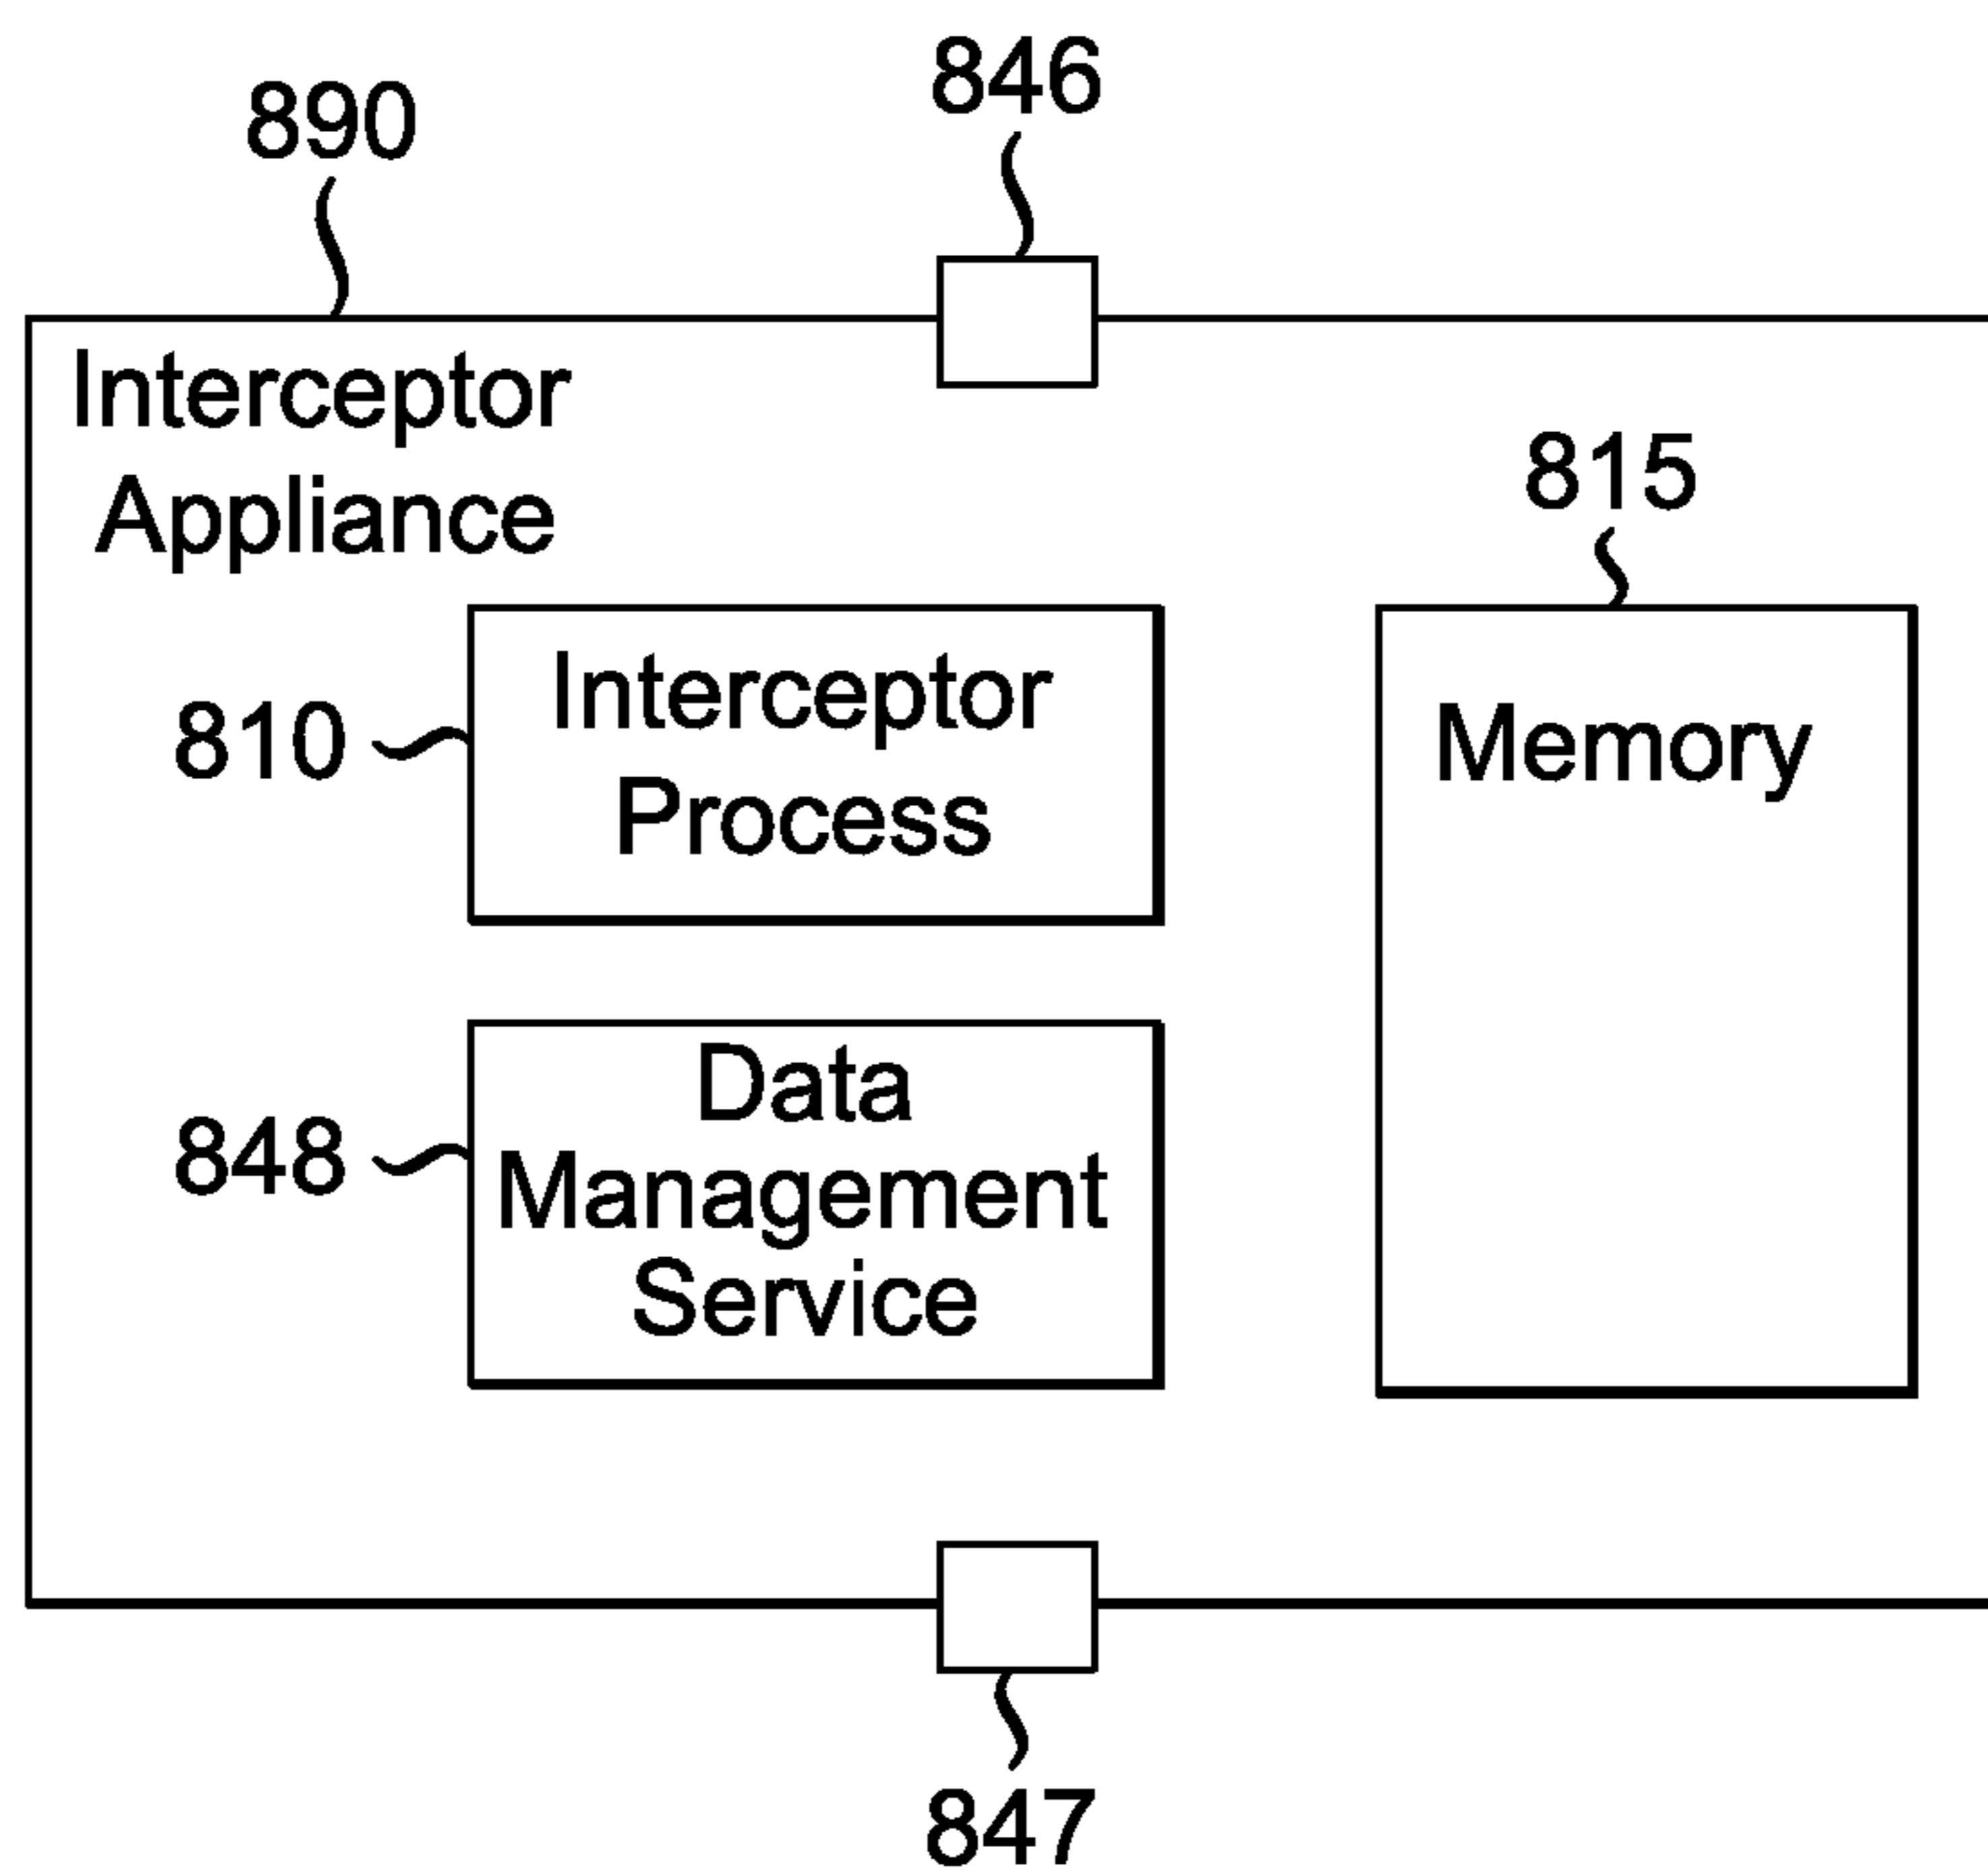 846
890
Interceptor
Appliance
815
Interceptor
Process
810
Memory
Data
Management
Service
848
847